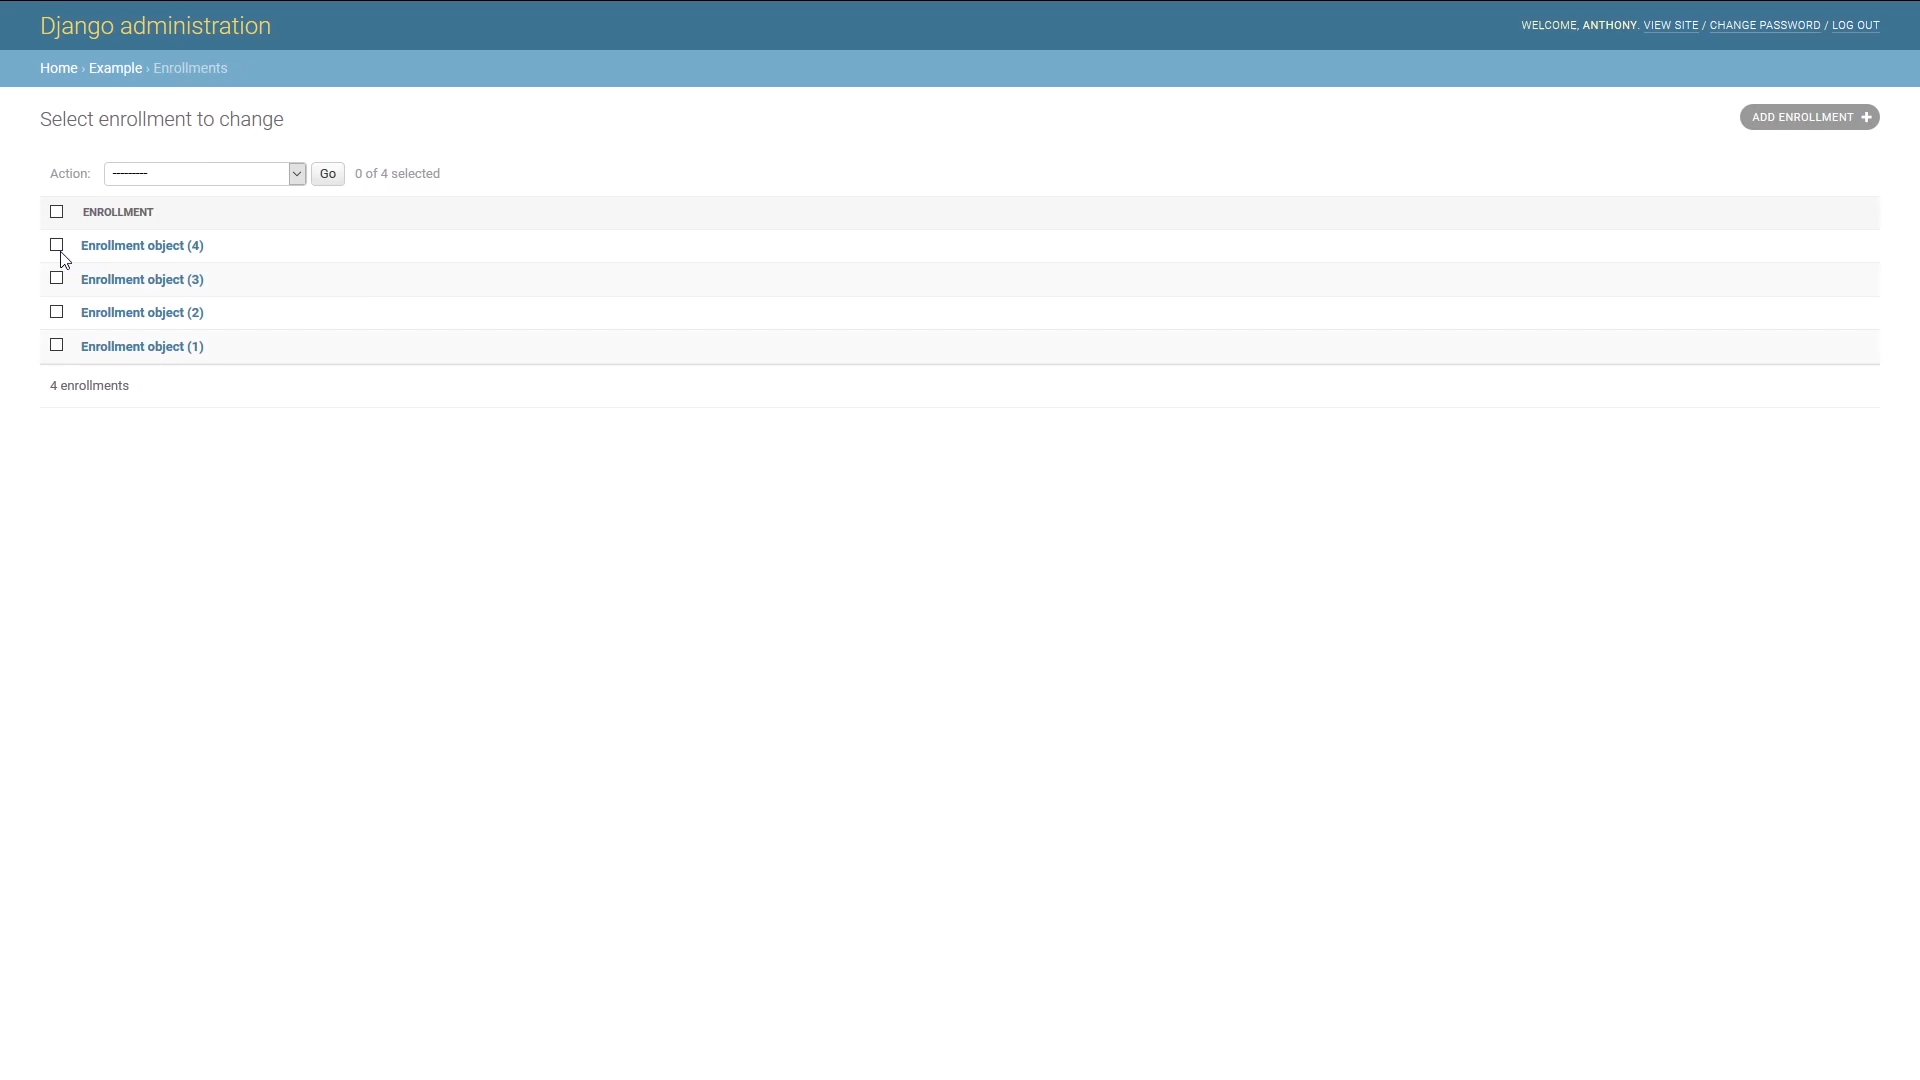 Django administration
WELCOME, ANTHONY. VIEW SITE / CHANGE PASSWORD / LOG OUT
Home › Example › Enrollments
Select enrollment to change
ADD ENROLLMENT +
Action: --------- Go 0 of 4 selected
ENROLLMENT
Enrollment object (4)
Enrollment object (3)
Enrollment object (2)
Enrollment object (1)
4 enrollments